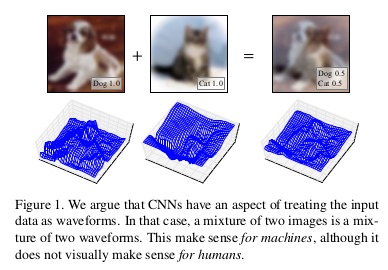 Dog 1.0
+
Cat 1.0
=
Dog 0.5
Cat 0.5
Figure 1. We argue that CNNs have an aspect of treating the input
data as waveforms. In that case, a mixture of two images is a mix-
ture of two waveforms. This make sense for machines, although it
does not visually make sense for humans.